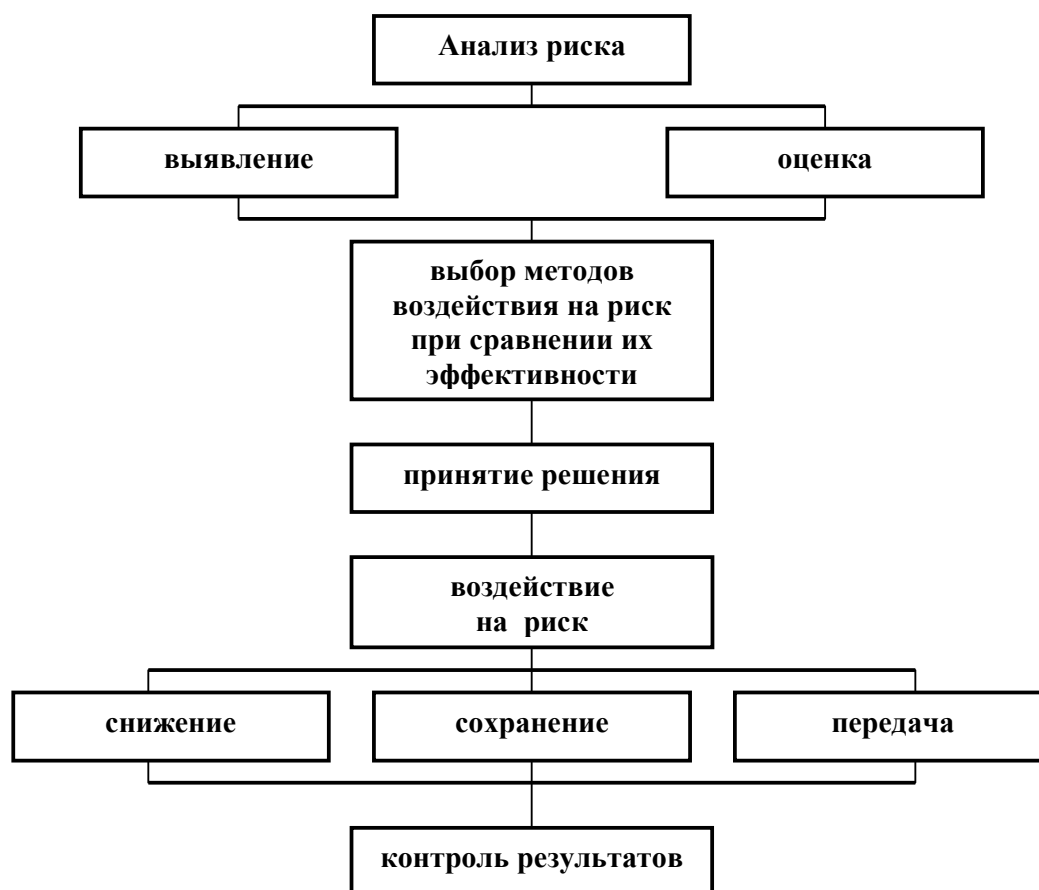 Анализ риска
выявление
оценка
выбор методов
воздействия на риск
при сравнении их
эффективности
принятие решения
воздействие
на риск
снижение
сохранение
передача
контроль результатов